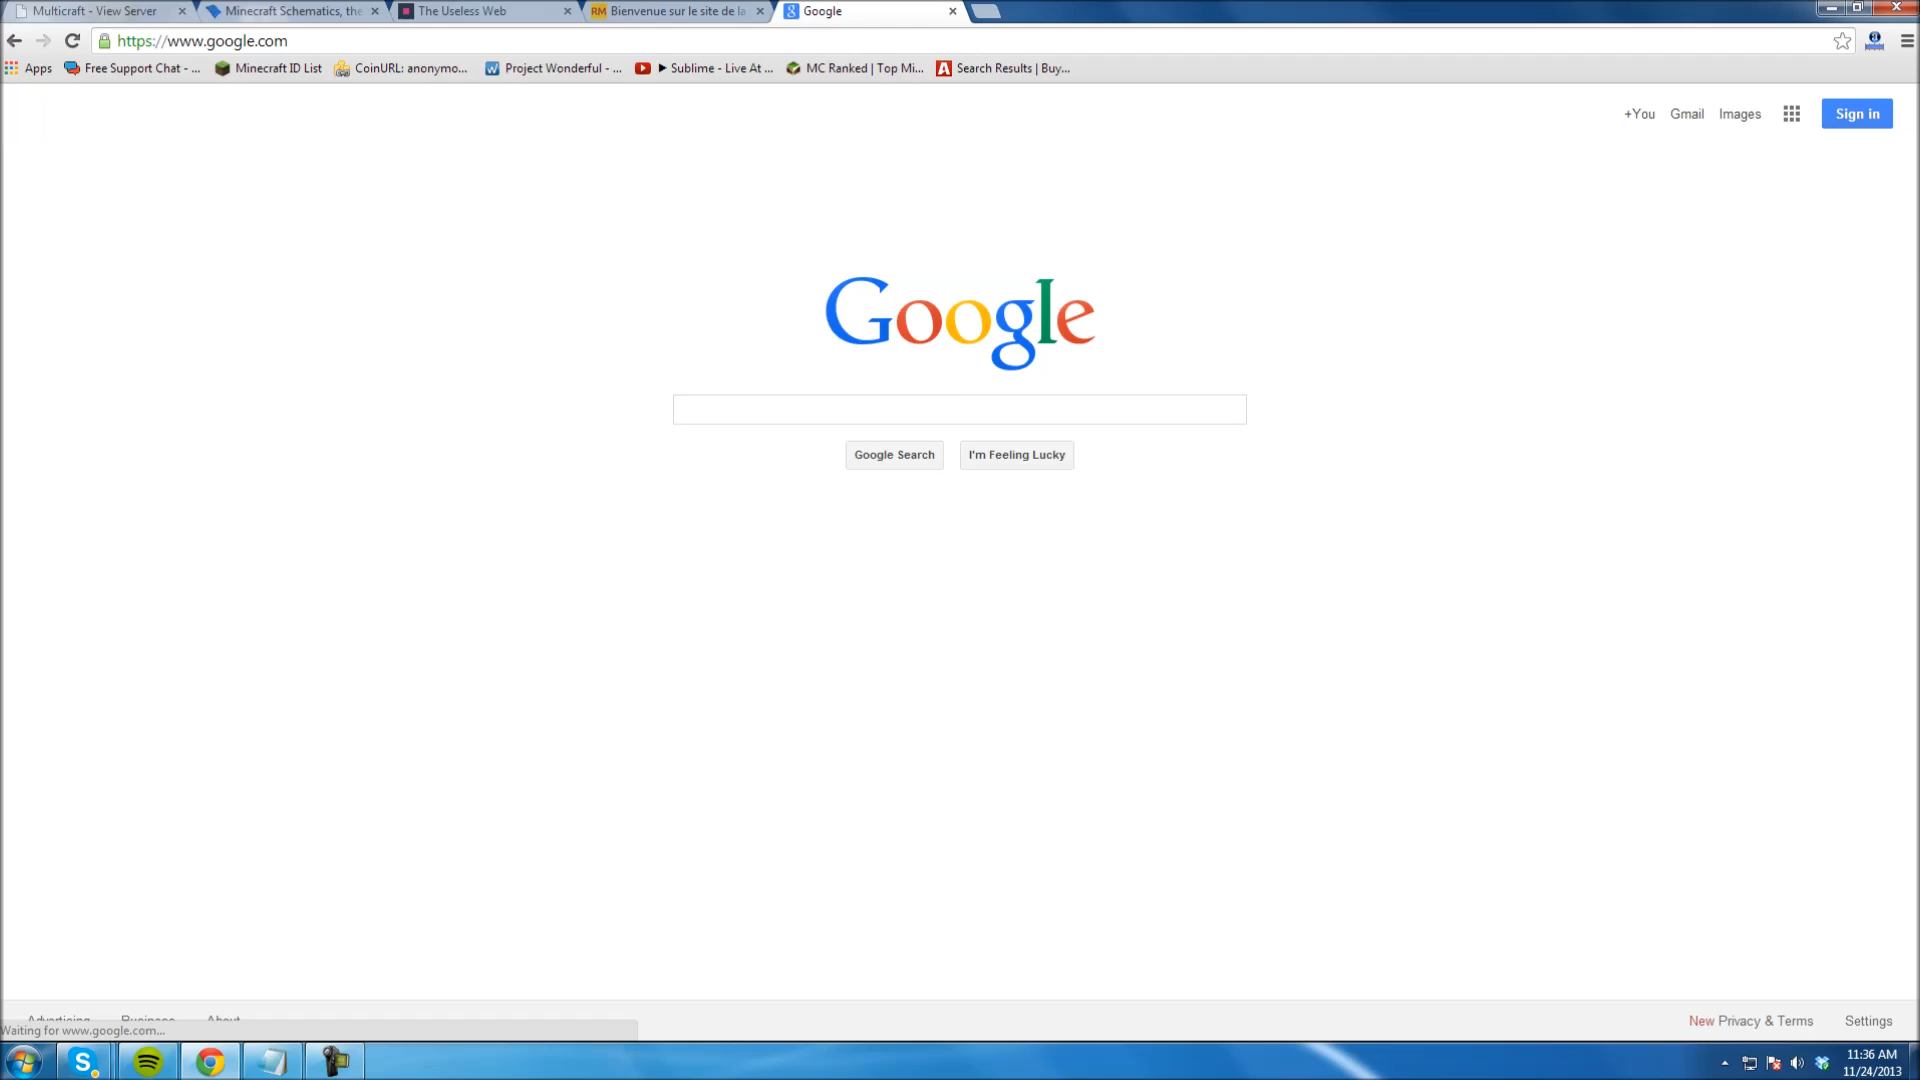 Multicraft - View Server
Minecraft Schematics, the
The Useless Web
RM Bienvenue sur le site de la
Google
https://www.google.com
Apps
Free Support Chat - ...
Minecraft ID List
CoinURL: anonymo...
Project Wonderful - ...
► Sublime - Live At ...
MC Ranked | Top Mi...
Search Results | Buy...
+You
Gmail
Images
Sign in
Google
Google Search
I'm Feeling Lucky
Advertising
Business
About
Waiting for www.google.com...
New Privacy & Terms
Settings
11:36 AM
11/24/2013